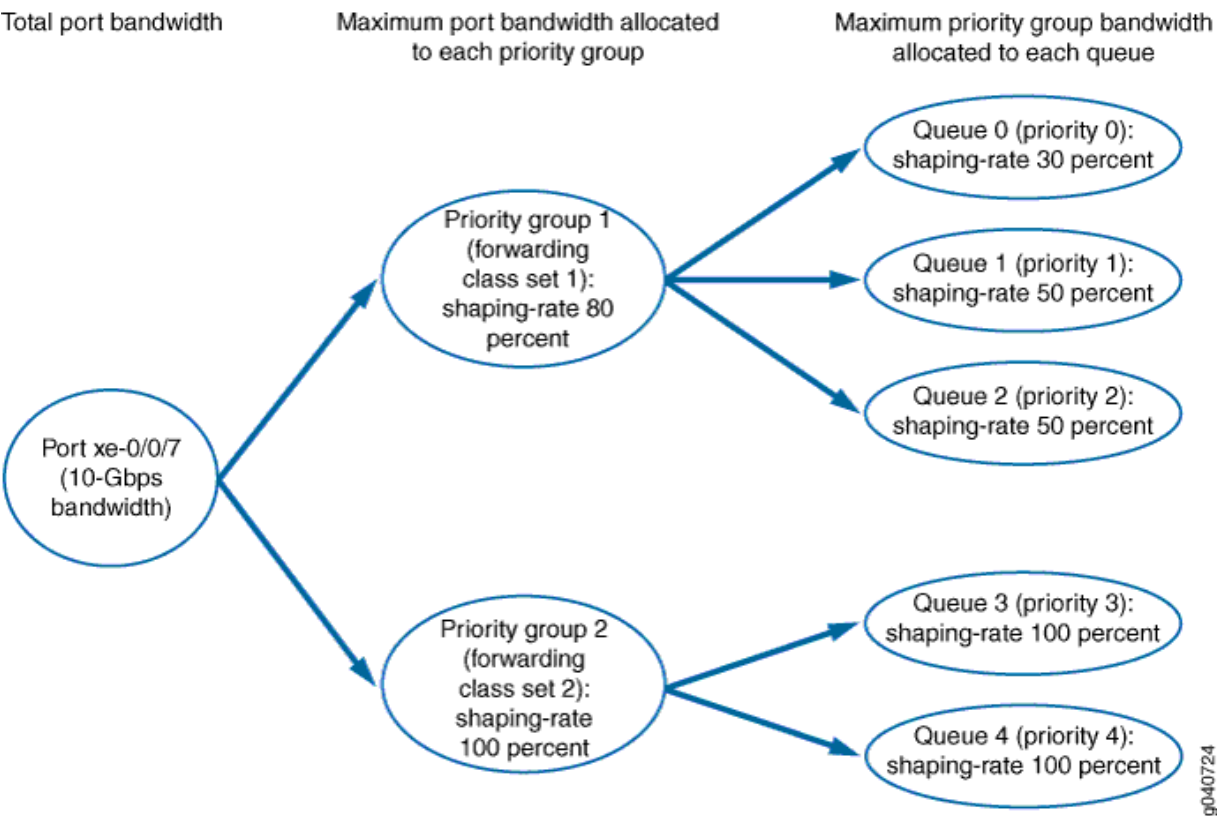 Total port bandwidth
Maximum port bandwidth allocated
to each priority group
Maximum priority group bandwidth
allocated to each queue
Port xe-0/0/7
(10-Gbps
bandwidth)
Priority group 1
(forwarding
class set 1):
shaping-rate 80
percent
Queue 0 (priority 0):
shaping-rate 30 percent
Queue 1 (priority 1):
shaping-rate 50 percent
Queue 2 (priority 2):
shaping-rate 50 percent
Priority group 2
(forwarding
class set 2):
shaping-rate
100 percent
Queue 3 (priority 3):
shaping-rate 100 percent
Queue 4 (priority 4):
shaping-rate 100 percent
g040724